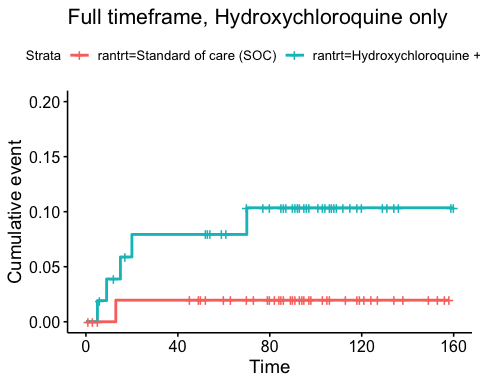 Full timeframe, Hydroxychloroquine only
Strata rantrt=Standard of care (SOC) rantrt=Hydroxychloroquine +
Cumulative event
0.20
0.15
0.10
0.05
0.00
0 40 80 120 160
Time